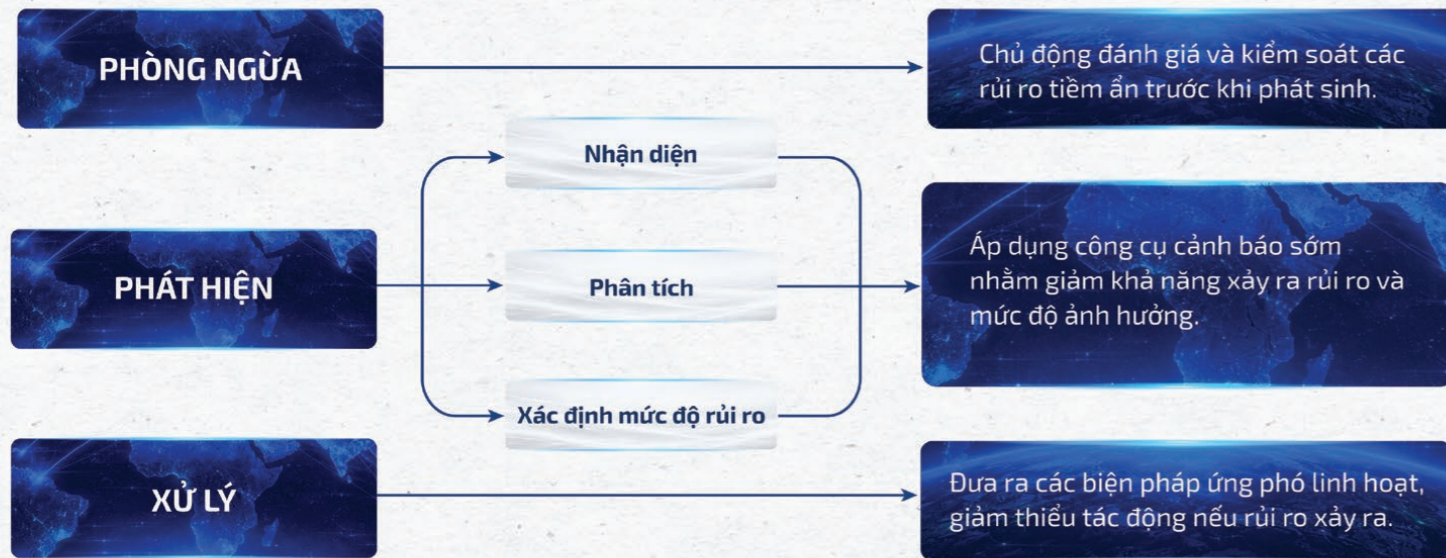 PHÒNG NGỪA
Chủ động đánh giá và kiểm soát các
rủi ro tiềm ẩn trước khi phát sinh.
PHÁT HIỆN
Nhận diện
Phân tích
Xác định mức độ rủi ro
Áp dụng công cụ cảnh báo sớm
nhằm giảm khả năng xảy ra rủi ro và
mức độ ảnh hưởng.
XỬ LÝ
Đưa ra các biện pháp ứng phó linh hoạt,
giảm thiểu tác động nếu rủi ro xảy ra.